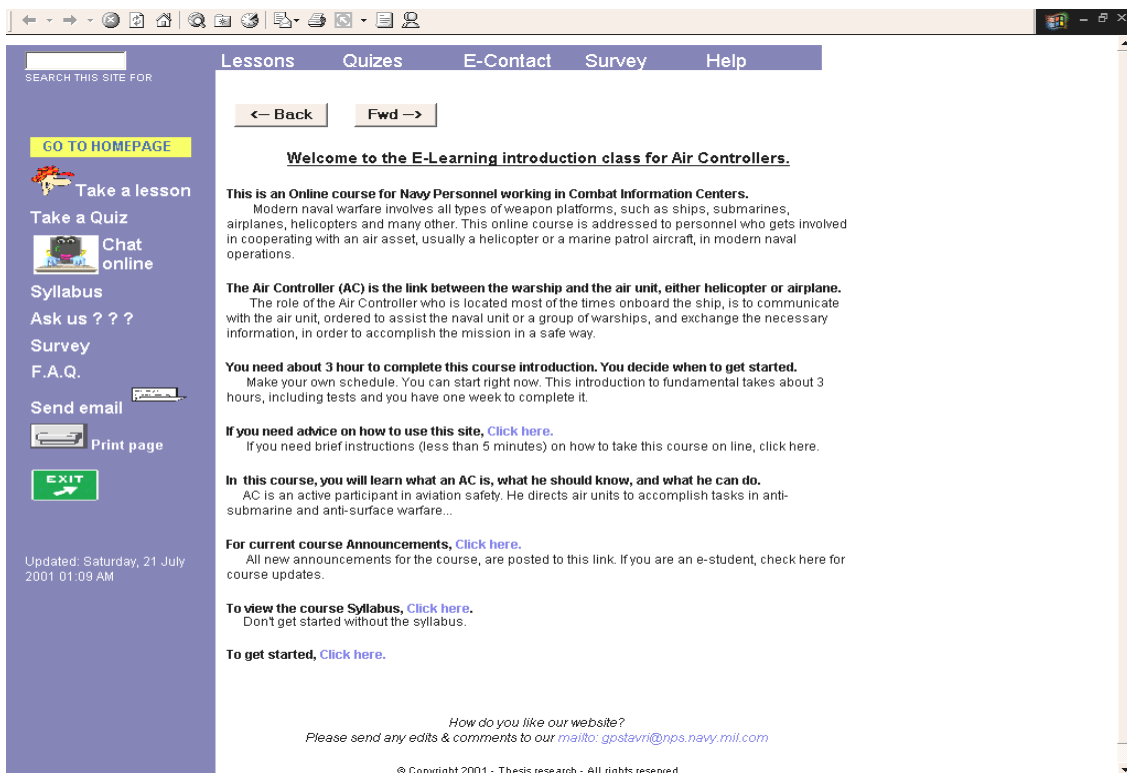 Lessons Quizes E-Contact Survey Help
SEARCH THIS SITE FOR
<-- Back Fwd -->
GO TO HOMEPAGE
Take a lesson
Take a Quiz
Chat
online
Syllabus
Ask us ? ? ?
Survey
F.A.Q.
Send email
Print page
EXIT
Updated: Saturday, 21 July
2001 01:09 AM
Welcome to the E-Learning introduction class for Air Controllers.
This is an Online course for Navy Personnel working in Combat Information Centers.
Modern naval warfare involves all types of weapon platforms, such as ships, submarines,
airplanes, helicopters and many other. This online course is addressed to personnel who gets involved
in cooperating with an air asset, usually a helicopter or a marine patrol aircraft, in modern naval
operations.
The Air Controller (AC) is the link between the warship and the air unit, either helicopter or airplane.
The role of the Air Controller who is located most of the times onboard the ship, is to communicate
with the air unit, ordered to assist the naval unit or a group of warships, and exchange the necessary
information, in order to accomplish the mission in a safe way.
You need about 3 hour to complete this course introduction. You decide when to get started.
Make your own schedule. You can start right now. This introduction to fundamental takes about 3
hours, including tests and you have one week to complete it.
If you need advice on how to use this site, Click here.
If you need brief instructions (less than 5 minutes) on how to take this course on line, click here.
In this course, you will learn what an AC is, what he should know, and what he can do.
AC is an active participant in aviation safety. He directs air units to accomplish tasks in anti-
submarine and anti-surface warfare...
For current course Announcements, Click here.
All new announcements for the course, are posted to this link. If you are an e-student, check here for
course updates.
To view the course Syllabus, Click here.
Don't get started without the syllabus.
To get started, Click here.
How do you like our website?
Please send any edits & comments to our mailto: gpstavri@nps.navy.mil.com
© Copyright 2001 - Thesis research - All rights reserved